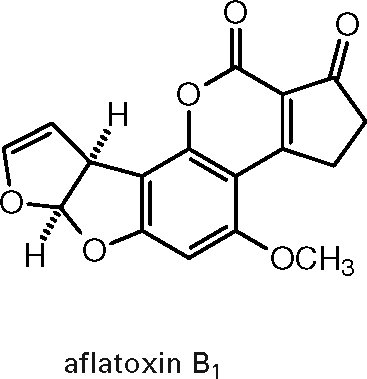 O O
O
H
O
H O OCH₃
aflatoxin B₁